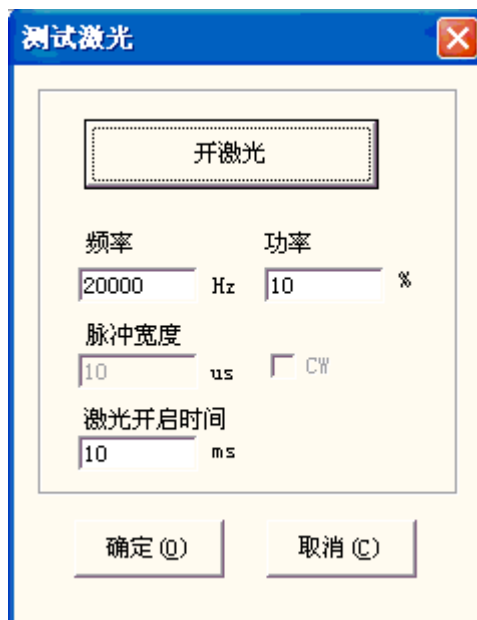 测试激光
开激光
频率 功率
20000 Hz 10 %
脉冲宽度
10 us CW
激光开启时间
10 ms
确定(O) 取消(C)